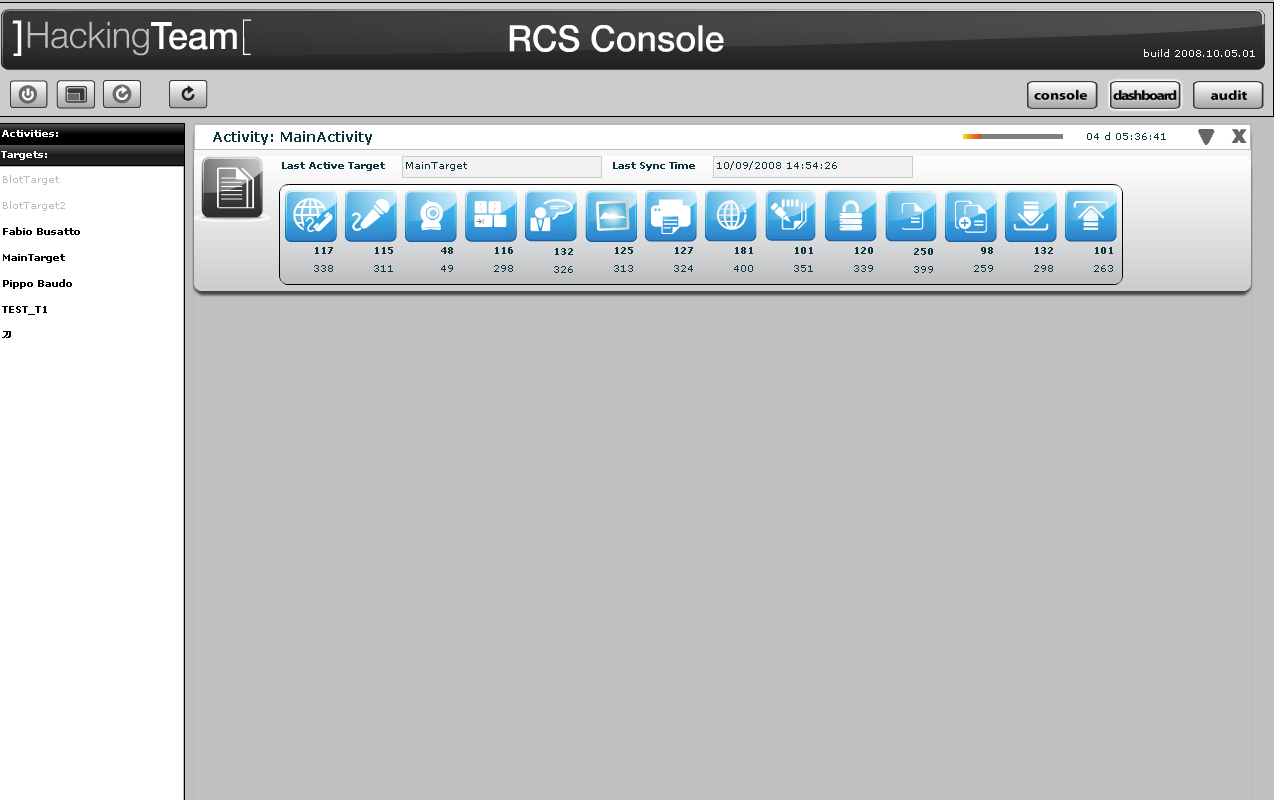 ]HackingTeam[
RCS Console
build 2008.10.05.01
console dashboard audit
Activities:
Targets:
BlotTarget
BlotTarget2
Fabio Busatto
MainTarget
Pippo Baudo
TEST_T1
刀
Activity: MainActivity 04 d 05:36:41 X
Last Active Target MainTarget Last Sync Time 10/09/2008 14:54:26
117 115 48 116 132 125 127 181 101 120 250 98 132 101
338 311 49 298 326 313 324 400 351 339 399 259 298 263